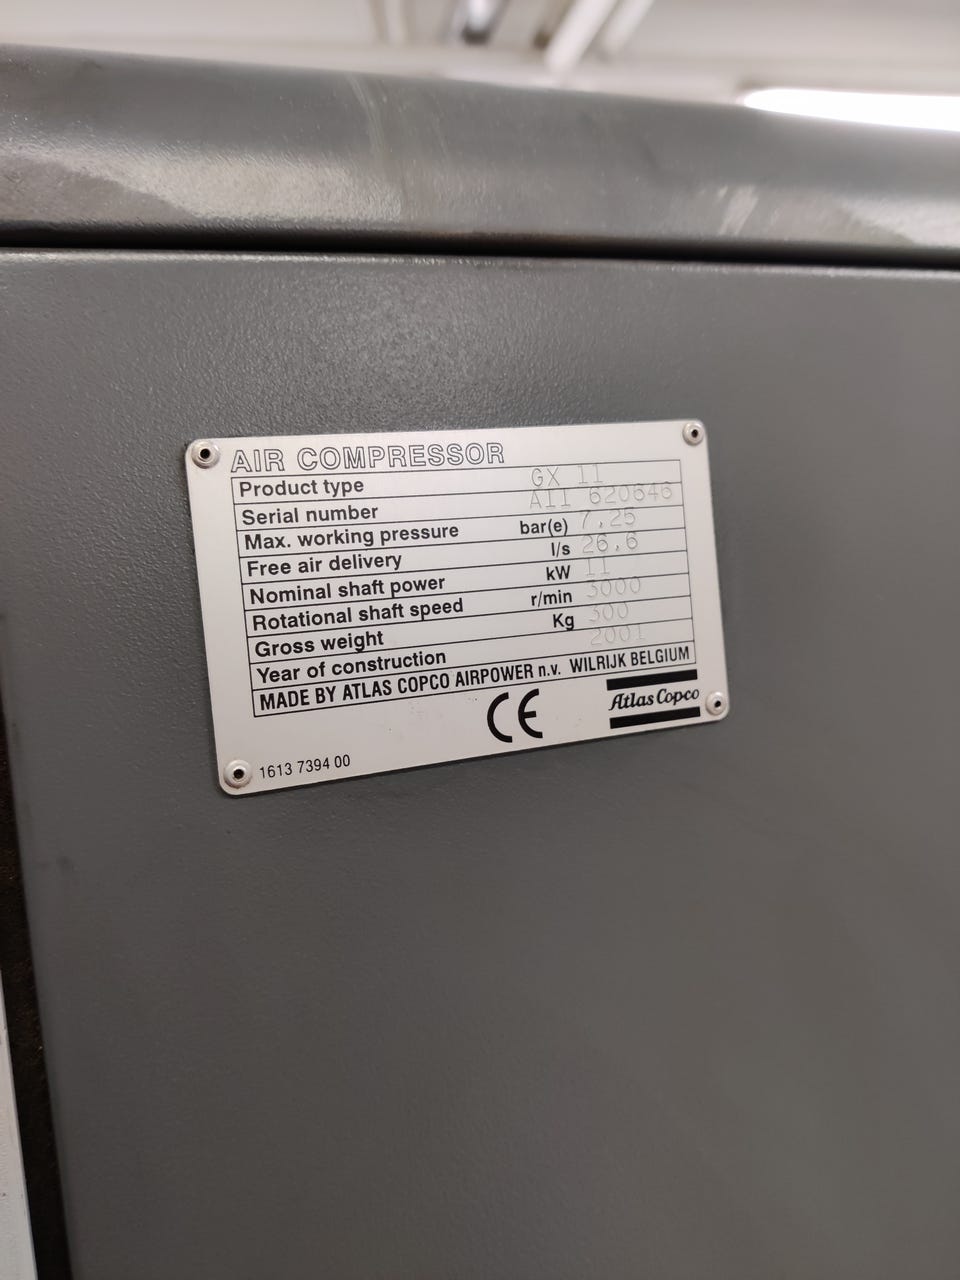 AIR COMPRESSOR
Product type GX 11
Serial number AII 620646
Max. working pressure bar(e) 7,25
Free air delivery l/s 26,6
Nominal shaft power kW 11
Rotational shaft speed r/min 3000
Gross weight Kg 300
Year of construction 2001
MADE BY ATLAS COPCO AIRPOWER n.v. WILRIJK BELGIUM
CE
Atlas Copco
1613 7394 00